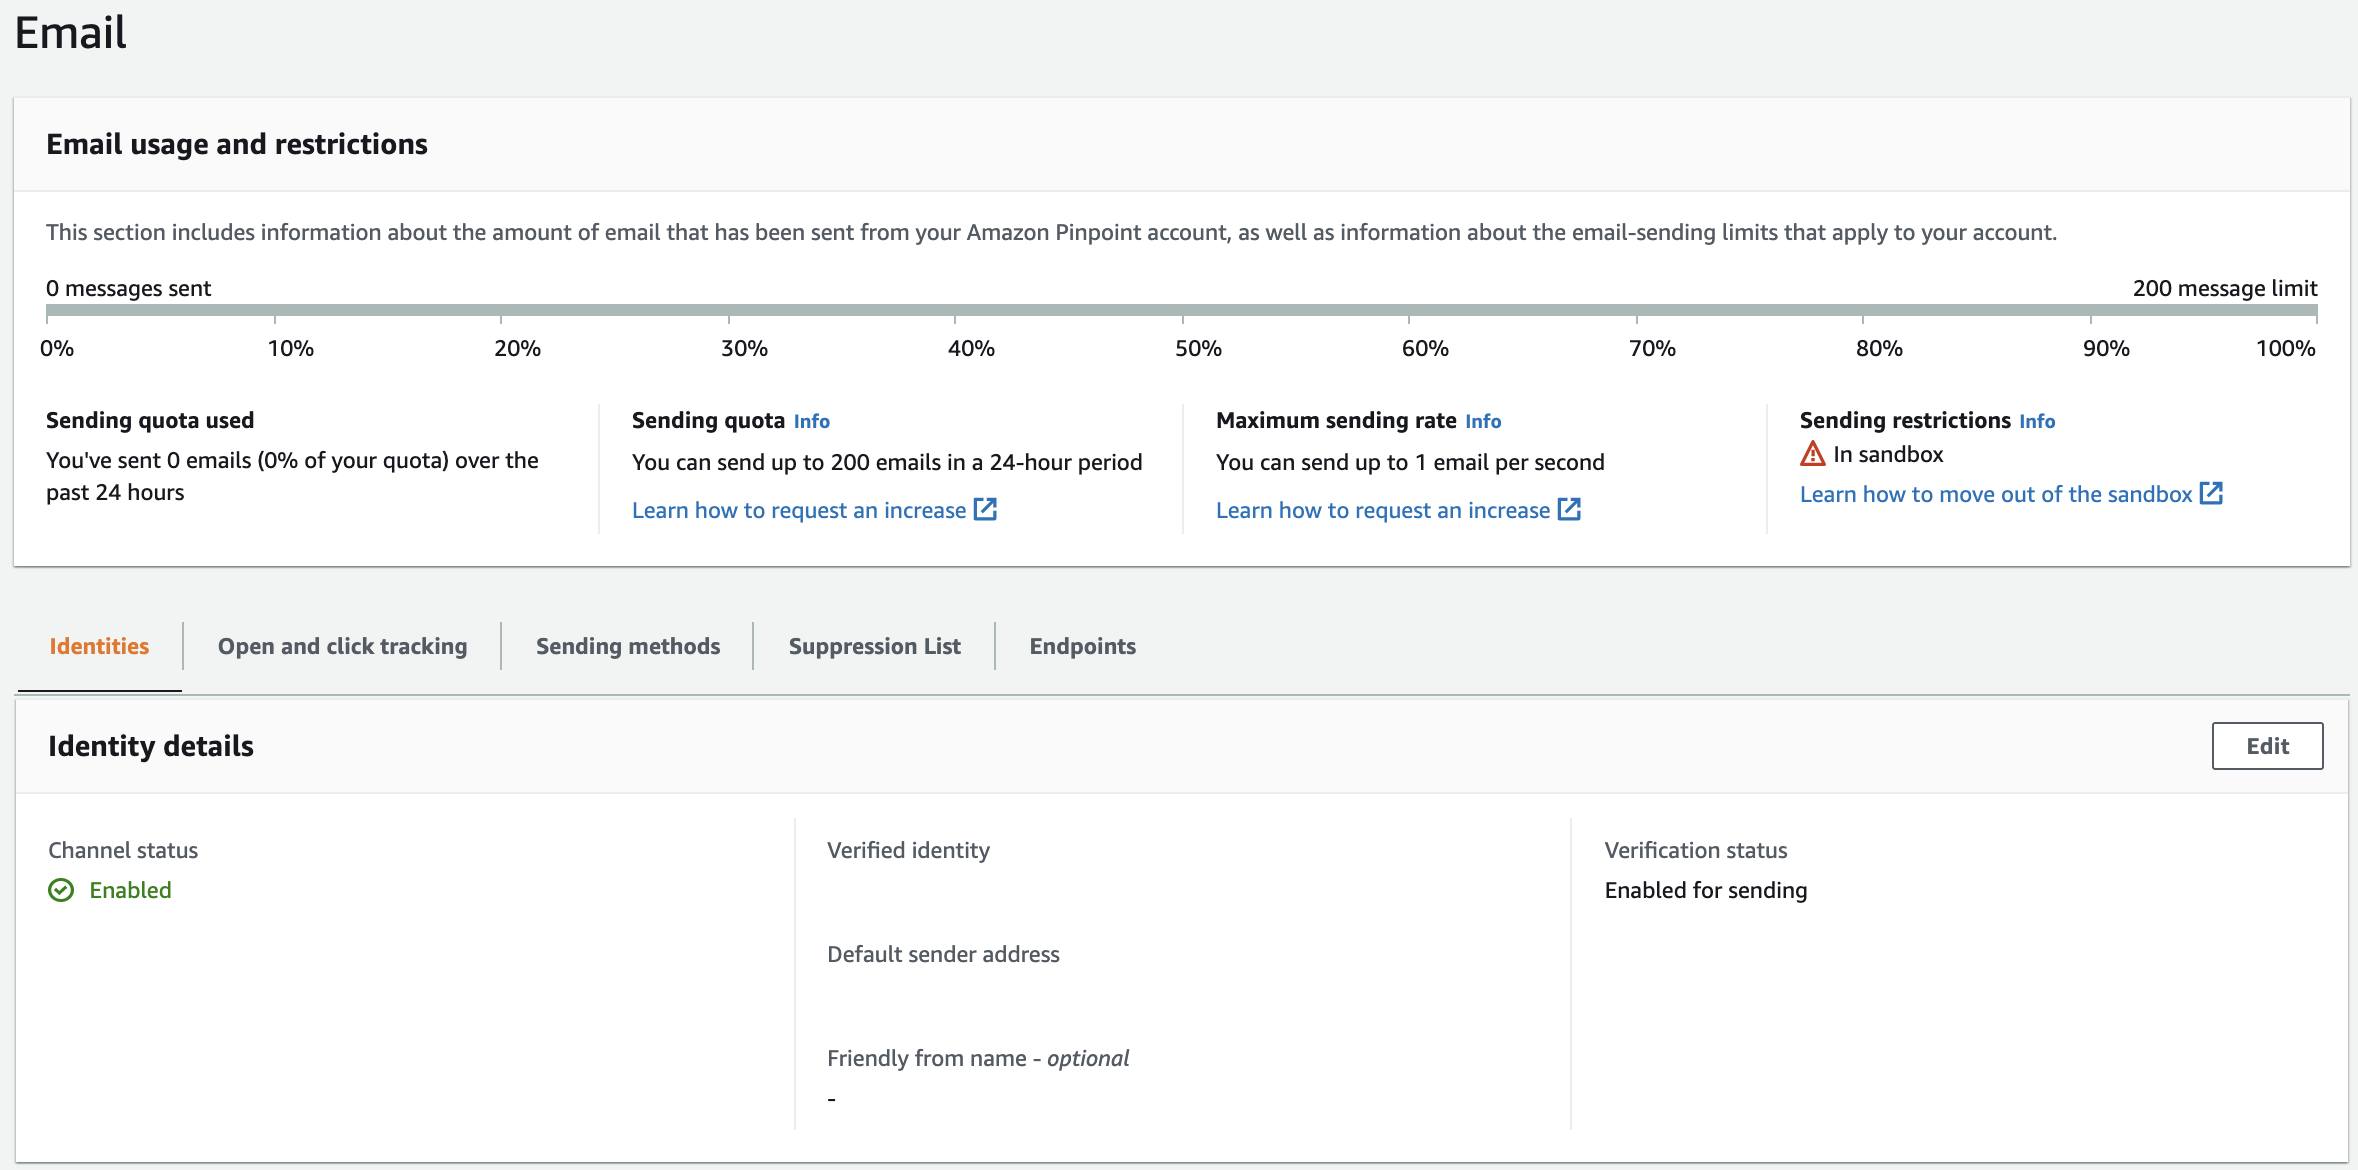 Email
Email usage and restrictions
This section includes information about the amount of email that has been sent from your Amazon Pinpoint account, as well as information about the email-sending limits that apply to your account.
0 messages sent
200 message limit
0% 10% 20% 30% 40% 50% 60% 70% 80% 90% 100%
Sending quota used
You've sent 0 emails (0% of your quota) over the
past 24 hours
Sending quota Info
You can send up to 200 emails in a 24-hour period
Learn how to request an increase
Maximum sending rate Info
You can send up to 1 email per second
Learn how to request an increase
Sending restrictions Info
In sandbox
Learn how to move out of the sandbox
Identities
Open and click tracking
Sending methods
Suppression List
Endpoints
Identity details
Edit
Channel status
Enabled
Verified identity
Default sender address
Friendly from name - optional
-
Verification status
Enabled for sending